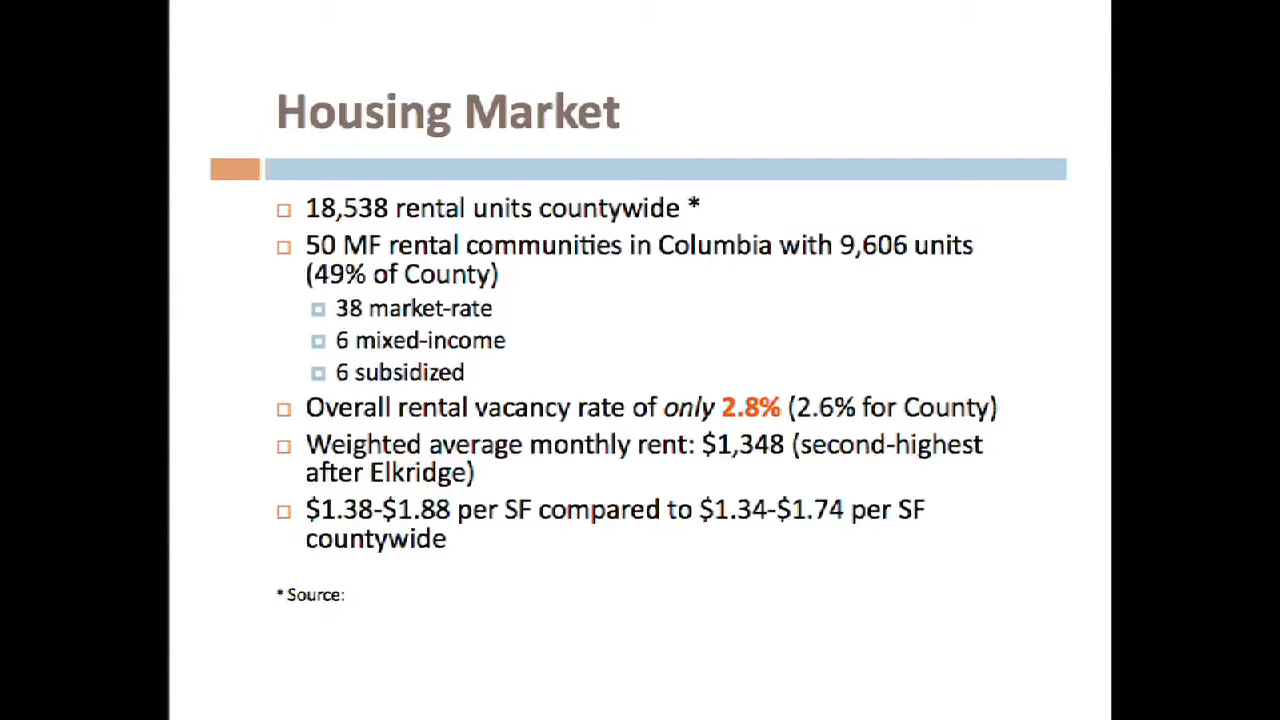 Housing Market
18,538 rental units countywide *
50 MF rental communities in Columbia with 9,606 units
(49% of County)
38 market-rate
6 mixed-income
6 subsidized
Overall rental vacancy rate of only 2.8% (2.6% for County)
Weighted average monthly rent: $1,348 (second-highest
after Elkridge)
$1.38-$1.88 per SF compared to $1.34-$1.74 per SF
countywide
* Source: